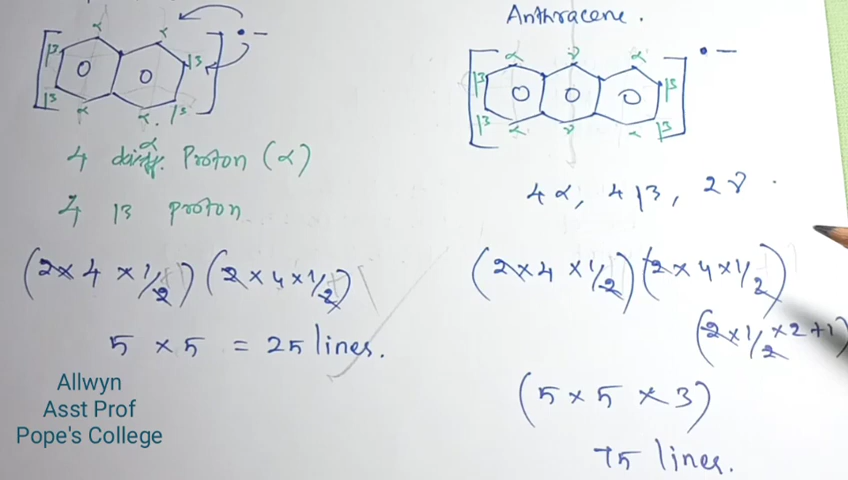 α α
β β
β α α. β
• –
4 α Proton (α)
4 β proton
(2 × 4 × 1/2) (2 × 4 × 1/2)
5 × 5 = 25 lines.
Allwyn
Asst Prof
Pope's College
Anthracene.
α γ α
β β
β α γ α β
• –
4α, 4β, 2γ
(2 × 4 × 1/2) (2 × 4 × 1/2)
(2 × 1/2 × 2 + 1)
(5 × 5 × 3)
75 lines.